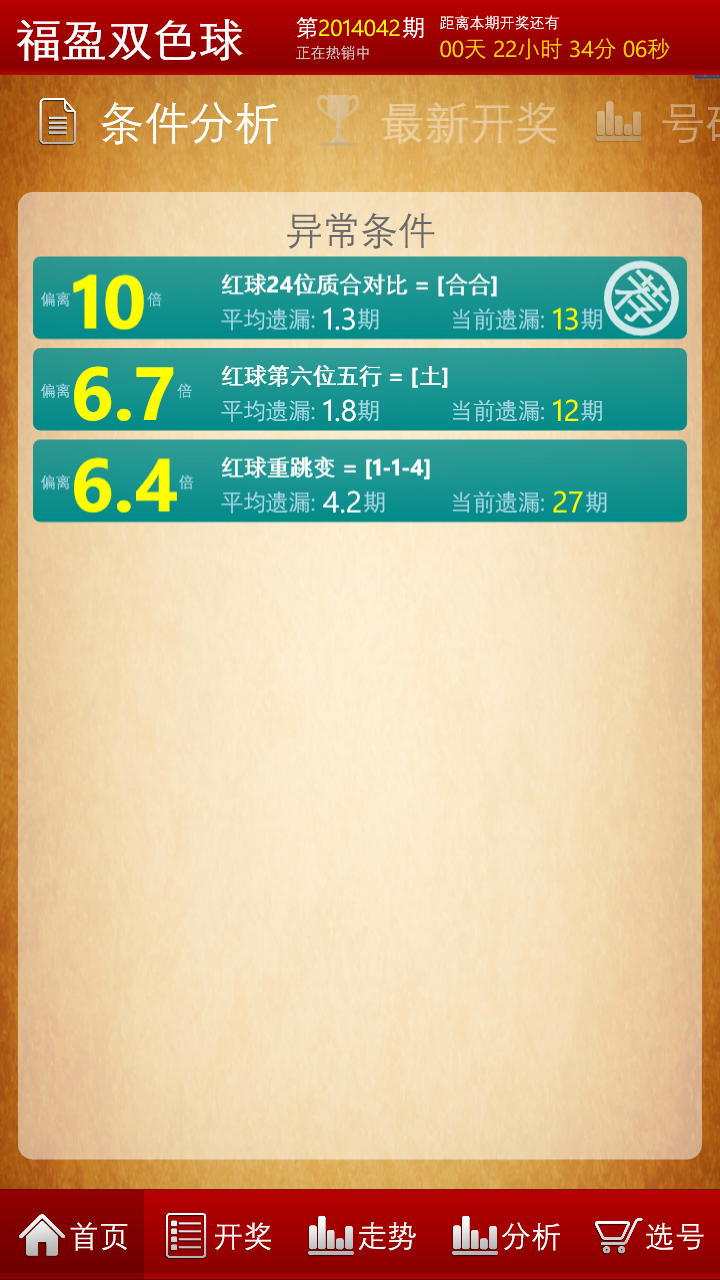 福盈双色球
第2014042期
正在热销中
距离本期开奖还有
00天 22小时 34分 06秒
条件分析
最新开奖
号
异常条件
偏离10倍
红球24位质合对比 = [合合]
平均遗漏: 1.3期 当前遗漏: 13期
荐
偏离6.7倍
红球第六位五行 = [土]
平均遗漏: 1.8期 当前遗漏: 12期
偏离6.4倍
红球重跳变 = [1-1-4]
平均遗漏: 4.2期 当前遗漏: 27期
首页 开奖 走势 分析 选号